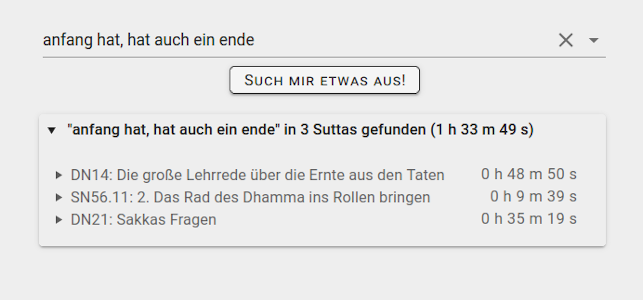 anfang hat, hat auch ein ende
Such mir etwas aus!
"anfang hat, hat auch ein ende" in 3 Suttas gefunden (1 h 33 m 49 s)
DN14: Die große Lehrrede über die Ernte aus den Taten 0 h 48 m 50 s
SN56.11: 2. Das Rad des Dhamma ins Rollen bringen 0 h 9 m 39 s
DN21: Sakkas Fragen 0 h 35 m 19 s